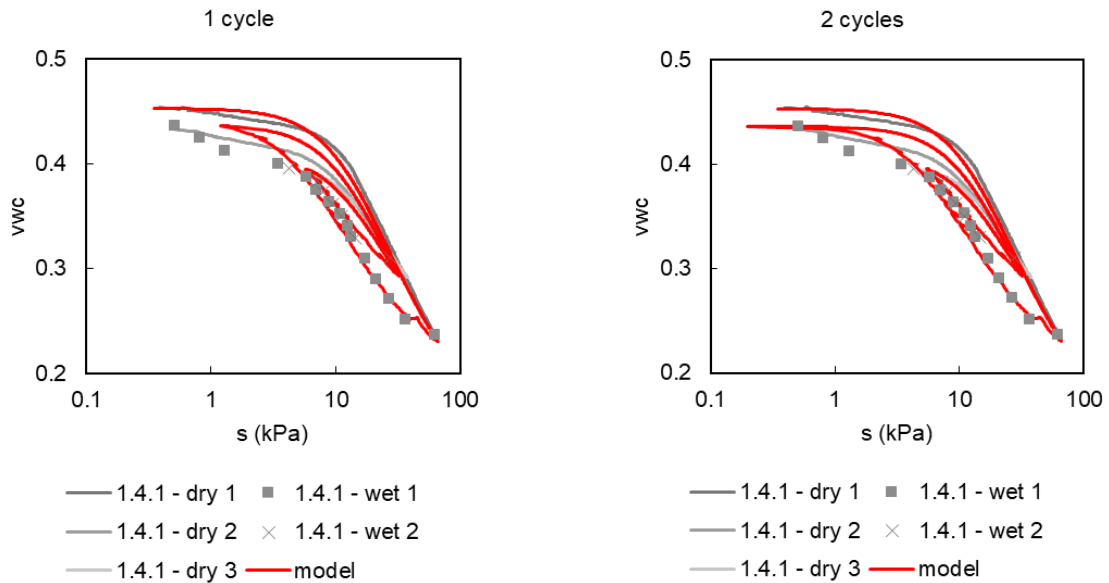 1 cycle
2 cycles
0.5
0.4
0.3
0.2
vwc
0.1 1 10 100
s (kPa)
0.5
0.4
0.3
0.2
vwc
0.1 1 10 100
s (kPa)
1.4.1 - dry 1 1.4.1 - wet 1
1.4.1 - dry 2 1.4.1 - wet 2
1.4.1 - dry 3 model
1.4.1 - dry 1 1.4.1 - wet 1
1.4.1 - dry 2 1.4.1 - wet 2
1.4.1 - dry 3 model